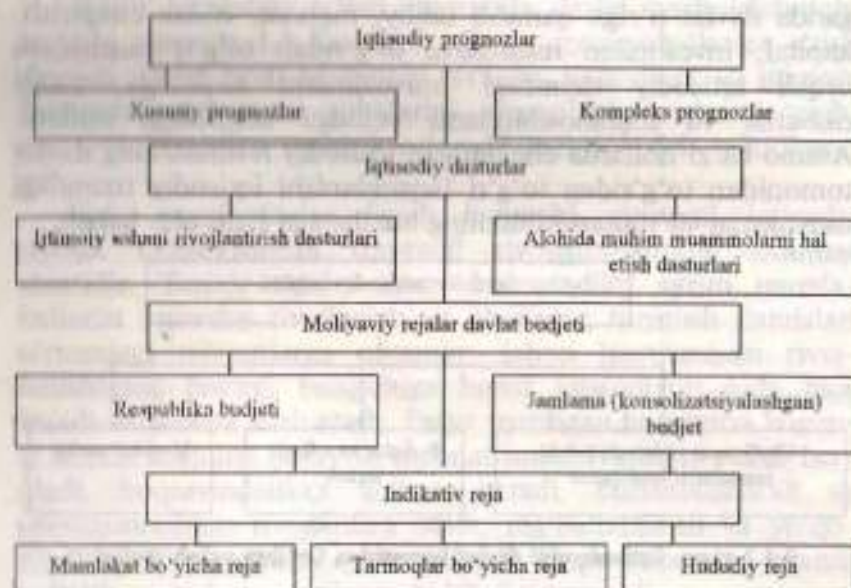 Iqtisodiy prognozlar
Xususiy prognozlar
Kompleks prognozlar
Iqtisodiy dasturlar
Ijtimoiy sohani rivojlantirish dasturlari
Alohida muhim muammolarni hal
etish dasturlari
Moliyaviy rejalar davlat budjeti
Respublika budjeti
Jamlama (konsolizatsiyalashgan)
budjet
Indikativ reja
Mamlakat bo‘yicha reja
Tarmoqlar bo‘yicha reja
Hududiy reja